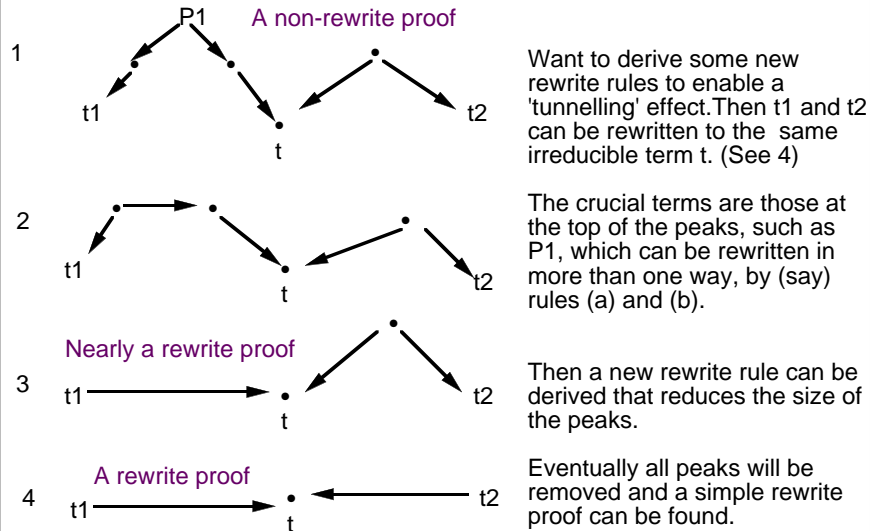 P1
A non-rewrite proof
1
t1
t2
t
Want to derive some new
rewrite rules to enable a
'tunnelling' effect.Then t1 and t2
can be rewritten to the same
irreducible term t. (See 4)
2
t1
t
t2
The crucial terms are those at
the top of the peaks, such as
P1, which can be rewritten in
more than one way, by (say)
rules (a) and (b).
Nearly a rewrite proof
3
t1
t
t2
Then a new rewrite rule can be
derived that reduces the size of
the peaks.
A rewrite proof
4
t1
t
t2
Eventually all peaks will be
removed and a simple rewrite
proof can be found.